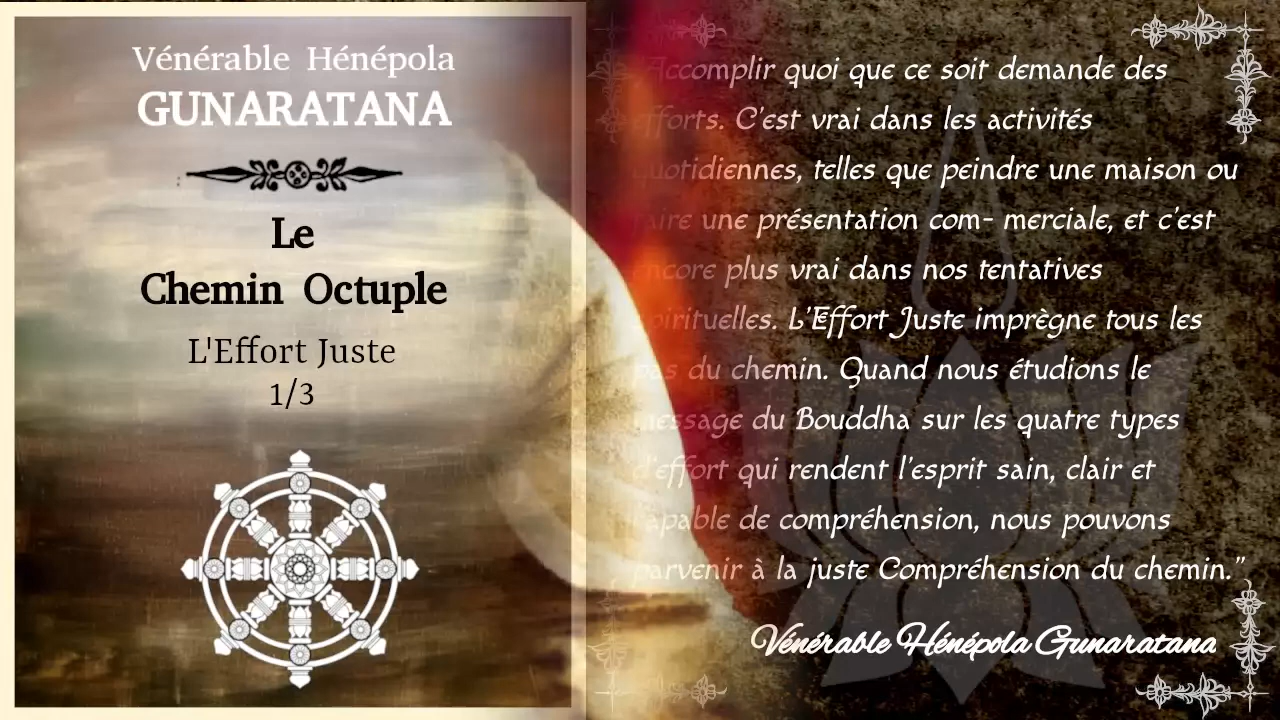 Vénérable Hénépola
GUNARATANA
Le
Chemin Octuple
L'Effort Juste
1/3
Accomplir quoi que ce soit demande des
efforts. C'est vrai dans les activités
quotidiennes, telles que peindre une maison ou
faire une présentation com- merciale, et c'est
encore plus vrai dans nos tentatives
spirituelles. L'Effort Juste imprègne tous les
pas du chemin. Quand nous étudions le
message du Bouddha sur les quatre types
d'effort qui rendent l'esprit sain, clair et
capable de compréhension, nous pouvons
parvenir à la juste Compréhension du chemin."
Vénérable Hénépola Gunaratana